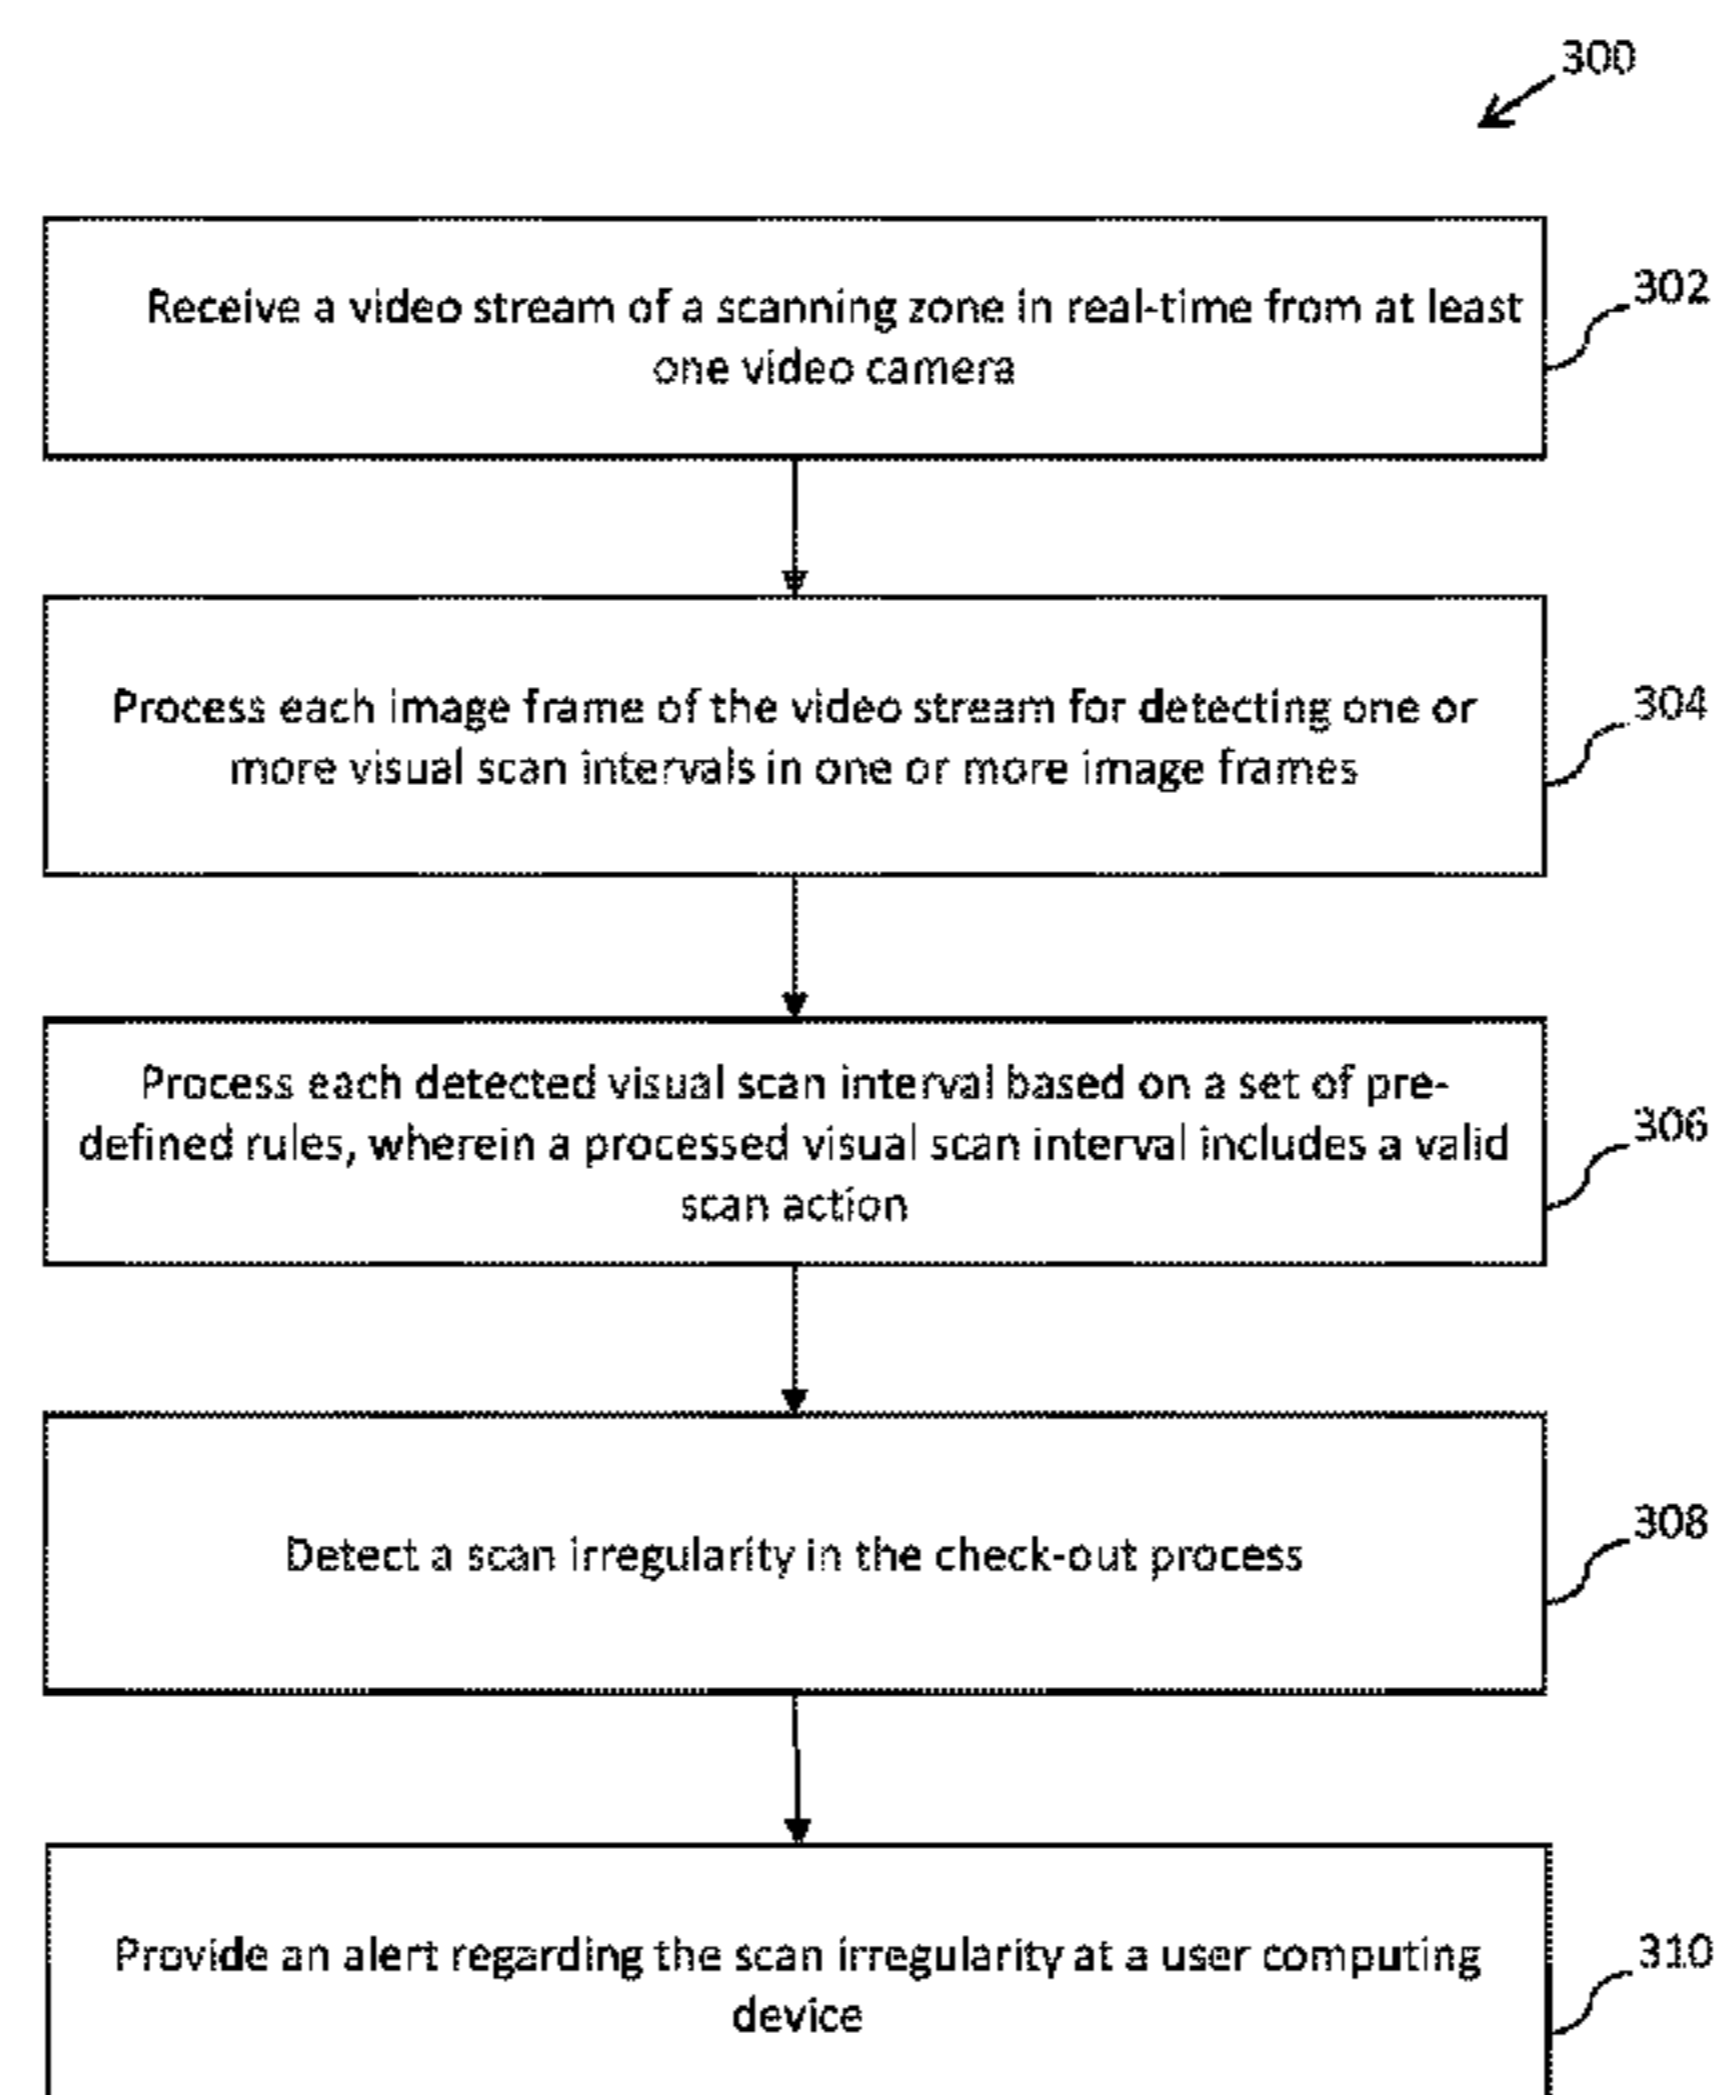 300
Receive a video stream of a scanning zone in real-time from at least
one video camera
302
Process each image frame of the video stream for detecting one or
more visual scan intervals in one or more image frames
304
Process each detected visual scan interval based on a set of pre-
defined rules, wherein a processed visual scan interval includes a valid
scan action
306
Detect a scan irregularity in the check-out process
308
Provide an alert regarding the scan irregularity at a user computing
device
310